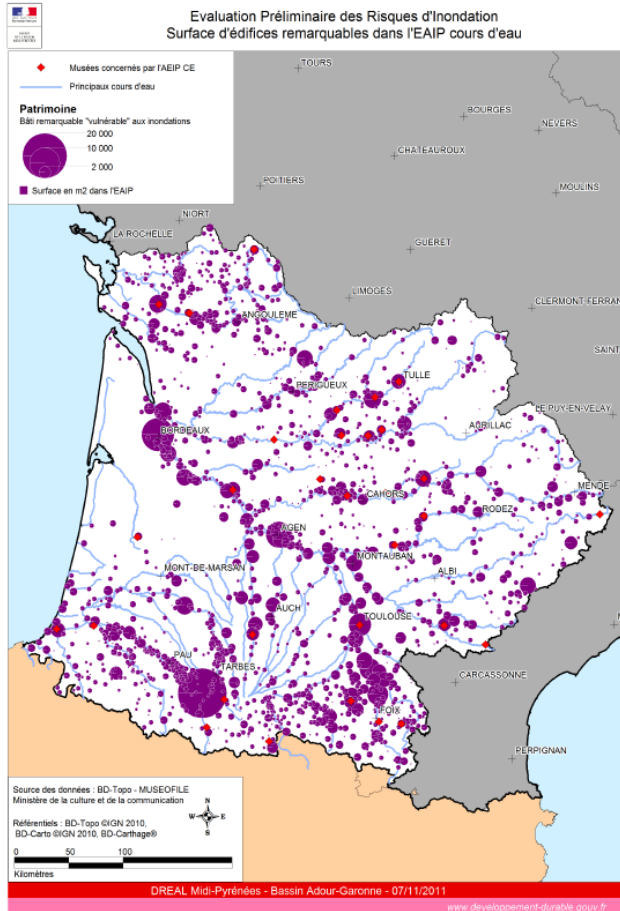 Evaluation Préliminaire des Risques d'Inondation
Surface d'édifices remarquables dans l'EAIP cours d'eau
Musées concernés par l'AEIP CE
Principaux cours d'eau
Patrimoine
Bâti remarquable "vulnérable" aux inondations
20 000
10 000
2 000
Surface en m2 dans l'EAIP
TOURS
BOURGES
NEVERS
CHATEAUROUX
POITIERS
MOULINS
NIORT
LA ROCHELLE
GUERET
LIMOGES
CLERMONT FERRAN
ANGOULEME
SAINT
TULLE
PERIGUEUX
LE PUY-EN-VELAY
BORDEAUX
AURILLAC
MENDE
CAHORS
RODEZ
AGEN
MONTAUBAN
MONT-DE-MARSAN
ALBI
AUCH
TOULOUSE
PAU
TARBES
CARCASSONNE
FOIX
PERPIGNAN
Source des données : BD-Topo - MUSEOFILE
Ministère de la culture et de la communication
N
W E
S
Référentiels : BD-Topo ©IGN 2010,
BD-Carto ©IGN 2010, BD-Carthage®
0 50 100
Kilomètres
DREAL Midi-Pyrénées - Bassin Adour-Garonne - 07/11/2011
www.developpement-durable.gouv.fr